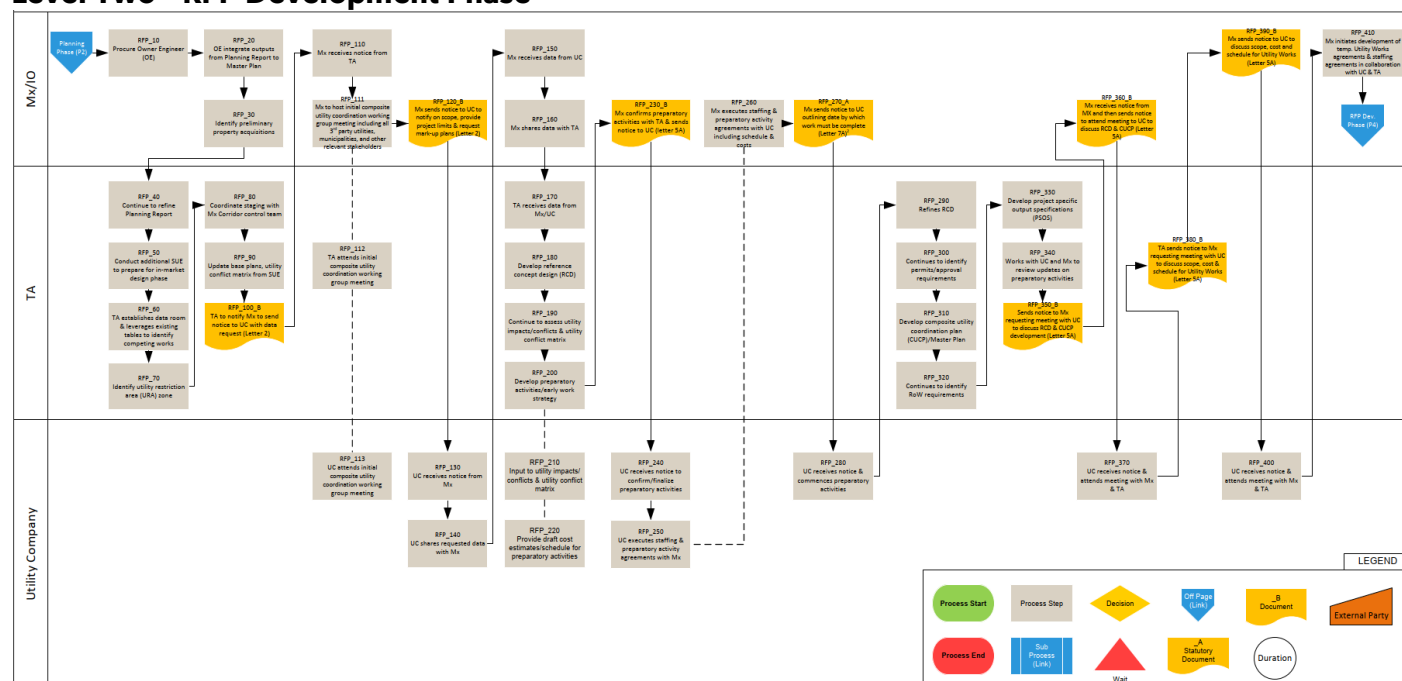 Level Two – RFP Development Phase
Mx/IO
Planning
Phase (P2)
RFP_10
Procure Owner Engineer
(OE)
RFP_20
OE integrate outputs
from Planning Report to
Master Plan
RFP_30
Identify preliminary
property acquisitions
RFP_110
Mx receives notice from
TA
RFP_111
Mx to host initial composite
utility coordination working
group meeting including all
3rd party utilities,
municipalities, and other
relevant stakeholders
RFP_120_B
Mx sends notice to UC to
notify on scope, provide
project limits & request
mark-up plans (Letter 2)
RFP_150
Mx receives data from UC
RFP_160
Mx shares data with TA
RFP_230_B
Mx confirms preparatory
activities with TA & sends
notice to UC (letter 5A)
RFP_260
Mx executes staffing &
preparatory activity
agreements with UC
including schedule &
costs
RFP_270_A
Mx sends notice to UC
outlining date by which
work must be complete
(Letter 7A)
RFP_360_B
Mx receives notice from
MX and then sends notice
to attend meeting to UC to
discuss RCD & CUCP (Letter
5A)
RFP_390_B
Mx sends notice to UC to
discuss scope, cost and
schedule for Utility Works
(Letter 5A)
RFP_410
Mx initiates development of
temp. Utility Works
agreements & staffing
agreements in collaboration
with UC & TA
RFP Dev.
Phase (P4)
TA
RFP_40
Continue to refine
Planning Report
RFP_50
Conduct additional SUE
to prepare for in-market
design phase
RFP_60
TA establishes data room
& leverages existing
tables to identify
competing works
RFP_70
Identify utility restriction
area (URA) zone
RFP_80
Coordinate staging with
Mx Corridor control team
RFP_90
Update base plans, utility
conflict matrix from SUE
RFP_100_B
TA to notify Mx to send
notice to UC with data
request (Letter 2)
RFP_112
TA attends initial
composite utility
coordination working
group meeting
RFP_170
TA receives data from
Mx/UC
RFP_180
Develop reference
concept design (RCD)
RFP_190
Continue to assess utility
impacts/conflicts & utility
conflict matrix
RFP_200
Develop preparatory
activities/early work
strategy
RFP_290
Refines RCD
RFP_300
Continues to identify
permits/approval
requirements
RFP_310
Develop composite utility
coordination plan
(CUCP)/Master Plan
RFP_320
Continues to identify
RoW requirements
RFP_330
Develop project specific
output specifications
(PSOS)
RFP_340
Works with UC and Mx to
review updates on
preparatory activities
RFP_350_B
Sends notice to Mx
requesting meeting with UC
to discuss RCD & CUCP
development (Letter 5A)
RFP_380_B
TA sends notice to Mx
requesting meeting with UC
to discuss scope, cost &
schedule for Utility Works
(Letter 5A)
Utility Company
RFP_113
UC attends initial
composite utility
coordination working
group meeting
RFP_130
UC receives notice from
Mx
RFP_140
UC shares requested data
with Mx
RFP_210
Input to utility impacts/
conflicts & utility conflict
matrix
RFP_220
Provide draft cost
estimates/schedule for
preparatory activities
RFP_240
UC receives notice to
confirm/finalize
preparatory activities
RFP_250
UC executes staffing &
preparatory activity
agreements with Mx
RFP_280
UC receives notice &
commences preparatory
activities
RFP_370
UC receives notice &
attends meeting with Mx
& TA
RFP_400
UC receives notice &
attends meeting with Mx
& TA
LEGEND
Process Start
Process Step
Decision
Off Page
(Link)
_B
Document
External Party
Process End
Sub
Process
(Link)
Wait
_A
Statutory
Document
Duration